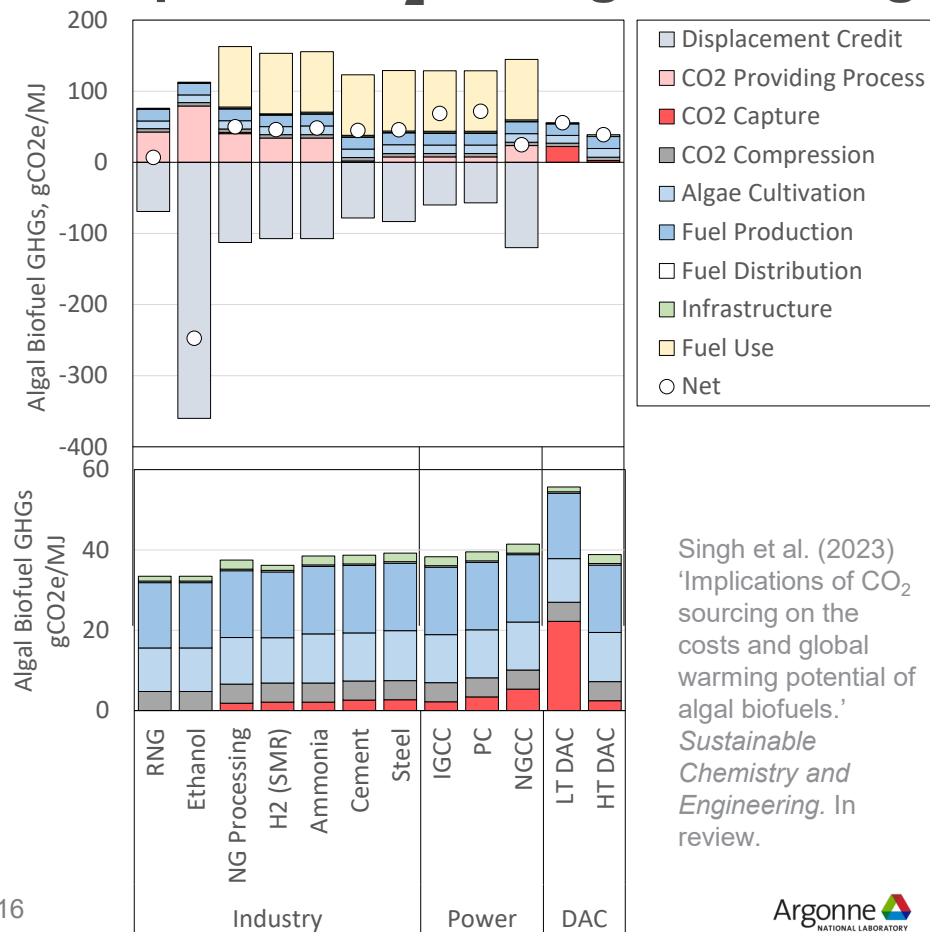 200
100
0
-100
-200
-300
-400
Algal Biofuel GHGs, gCO2e/MJ
Displacement Credit
CO2 Providing Process
CO2 Capture
CO2 Compression
Algae Cultivation
Fuel Production
Fuel Distribution
Infrastructure
Fuel Use
Net
60
40
20
0
Algal Biofuel GHGs
gCO2e/MJ
RNG
Ethanol
NG Processing
H2 (SMR)
Ammonia
Cement
Steel
IGCC
PC
NGCC
LT DAC
HT DAC
Industry
Power
DAC
Singh et al. (2023)
‘Implications of CO₂
sourcing on the
costs and global
warming potential of
algal biofuels.’
Sustainable
Chemistry and
Engineering. In
review.
16
Argonne
NATIONAL LABORATORY